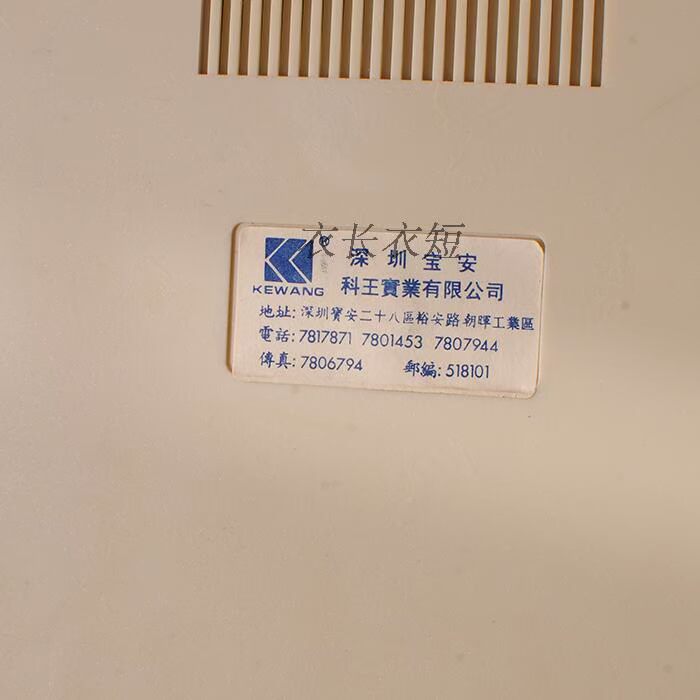 衣长衣短
®
深圳宝安
KEWANG
科王實業有限公司
地址: 深圳寳安二十八區裕安路朝暉工業區
電話: 7817871 7801453 7807944
傳真: 7806794 郵編: 518101